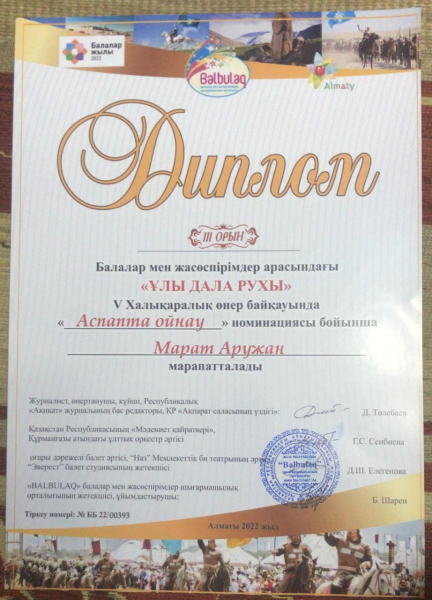 Балалар
жылы
2022
Balbulaq
Almaty
Диплом
III ОРЫН
Балалар мен жасөспірімдер арасындағы
«ҰЛЫ ДАЛА РУХЫ»
V Халықаралық өнер байқауында
«Аспапта ойнау» номинациясы бойынша
Марат Аружан
марапатталады
Журналист, өнертанушы, күйші, Республикалық
«Ақиқат» журналының бас редакторы, ҚР «Ақпарат саласының үздігі»: Д. Төлебаев
Қазақстан Республикасының «Мәдениет қайраткері»,
Құрманғазы атындағы ұлттық оркестр әртісі Г.С.
оғары дәрежелі балет әртісі, "Наз" Мемлекеттік би театрының
"Эверест" балет студиясының жетекшісі Д.Ш. Елегенова
«BALBULAQ» балалар мен жасөспірімдер шығармашылық
орталығының жетекшісі, ұйымдастырушы: Б. Шарен
"Balbulaq"
Тіркеу номері: № ББ 22/00393
Алматы 2022 жыл